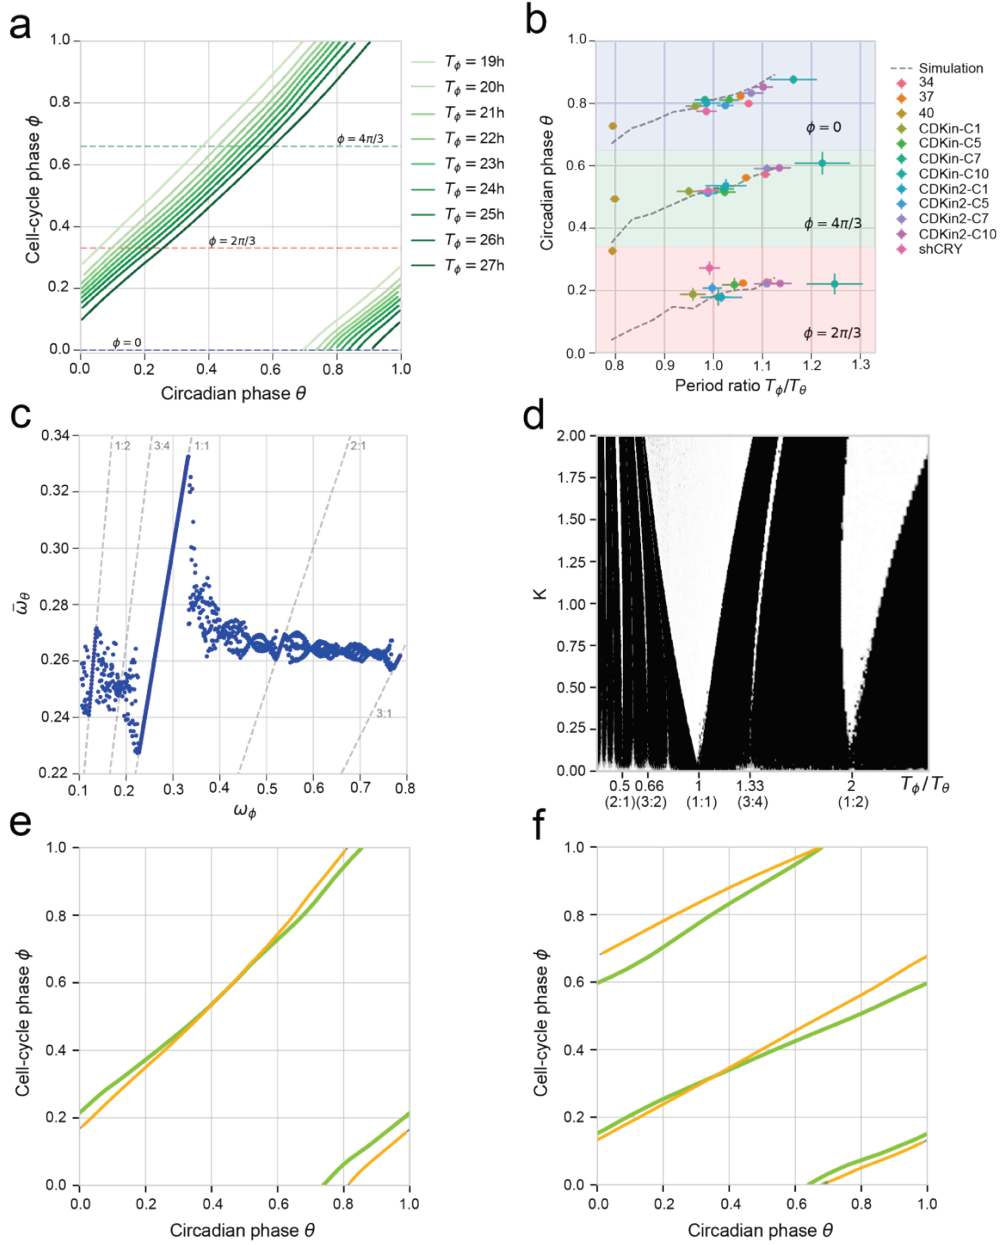 a
1.0
0.8
0.6
0.4
0.2
0.0
Cell-cycle phase ϕ
ϕ = 4π/3
ϕ = 2π/3
ϕ = 0
0.0 0.2 0.4 0.6 0.8 1.0
Circadian phase θ
Tϕ = 19h
Tϕ = 20h
Tϕ = 21h
Tϕ = 22h
Tϕ = 23h
Tϕ = 24h
Tϕ = 25h
Tϕ = 26h
Tϕ = 27h
b
1.0
0.8
0.6
0.4
0.2
0.0
Circadian phase θ
ϕ = 0
ϕ = 4π/3
ϕ = 2π/3
0.8 0.9 1.0 1.1 1.2 1.3
Period ratio Tϕ/Tθ
Simulation
34
37
40
CDKin-C1
CDKin-C5
CDKin-C7
CDKin-C10
CDKin2-C1
CDKin2-C5
CDKin2-C7
CDKin2-C10
shCRY
c
0.34
0.32
0.30
0.28
0.26
0.24
0.22
ω̄θ
1:2
3:4
1:1
2:1
3:1
0.1 0.2 0.3 0.4 0.5 0.6 0.7 0.8
ωϕ
d
2.00
1.75
1.50
1.25
1.00
0.75
0.50
0.25
0.00
K
0.5 0.66 1 1.33 2 Tϕ/Tθ
(2:1) (3:2) (1:1) (3:4) (1:2)
e
1.0
0.8
0.6
0.4
0.2
0.0
Cell-cycle phase ϕ
0.0 0.2 0.4 0.6 0.8 1.0
Circadian phase θ
f
1.0
0.8
0.6
0.4
0.2
0.0
Cell-cycle phase ϕ
0.0 0.2 0.4 0.6 0.8 1.0
Circadian phase θ